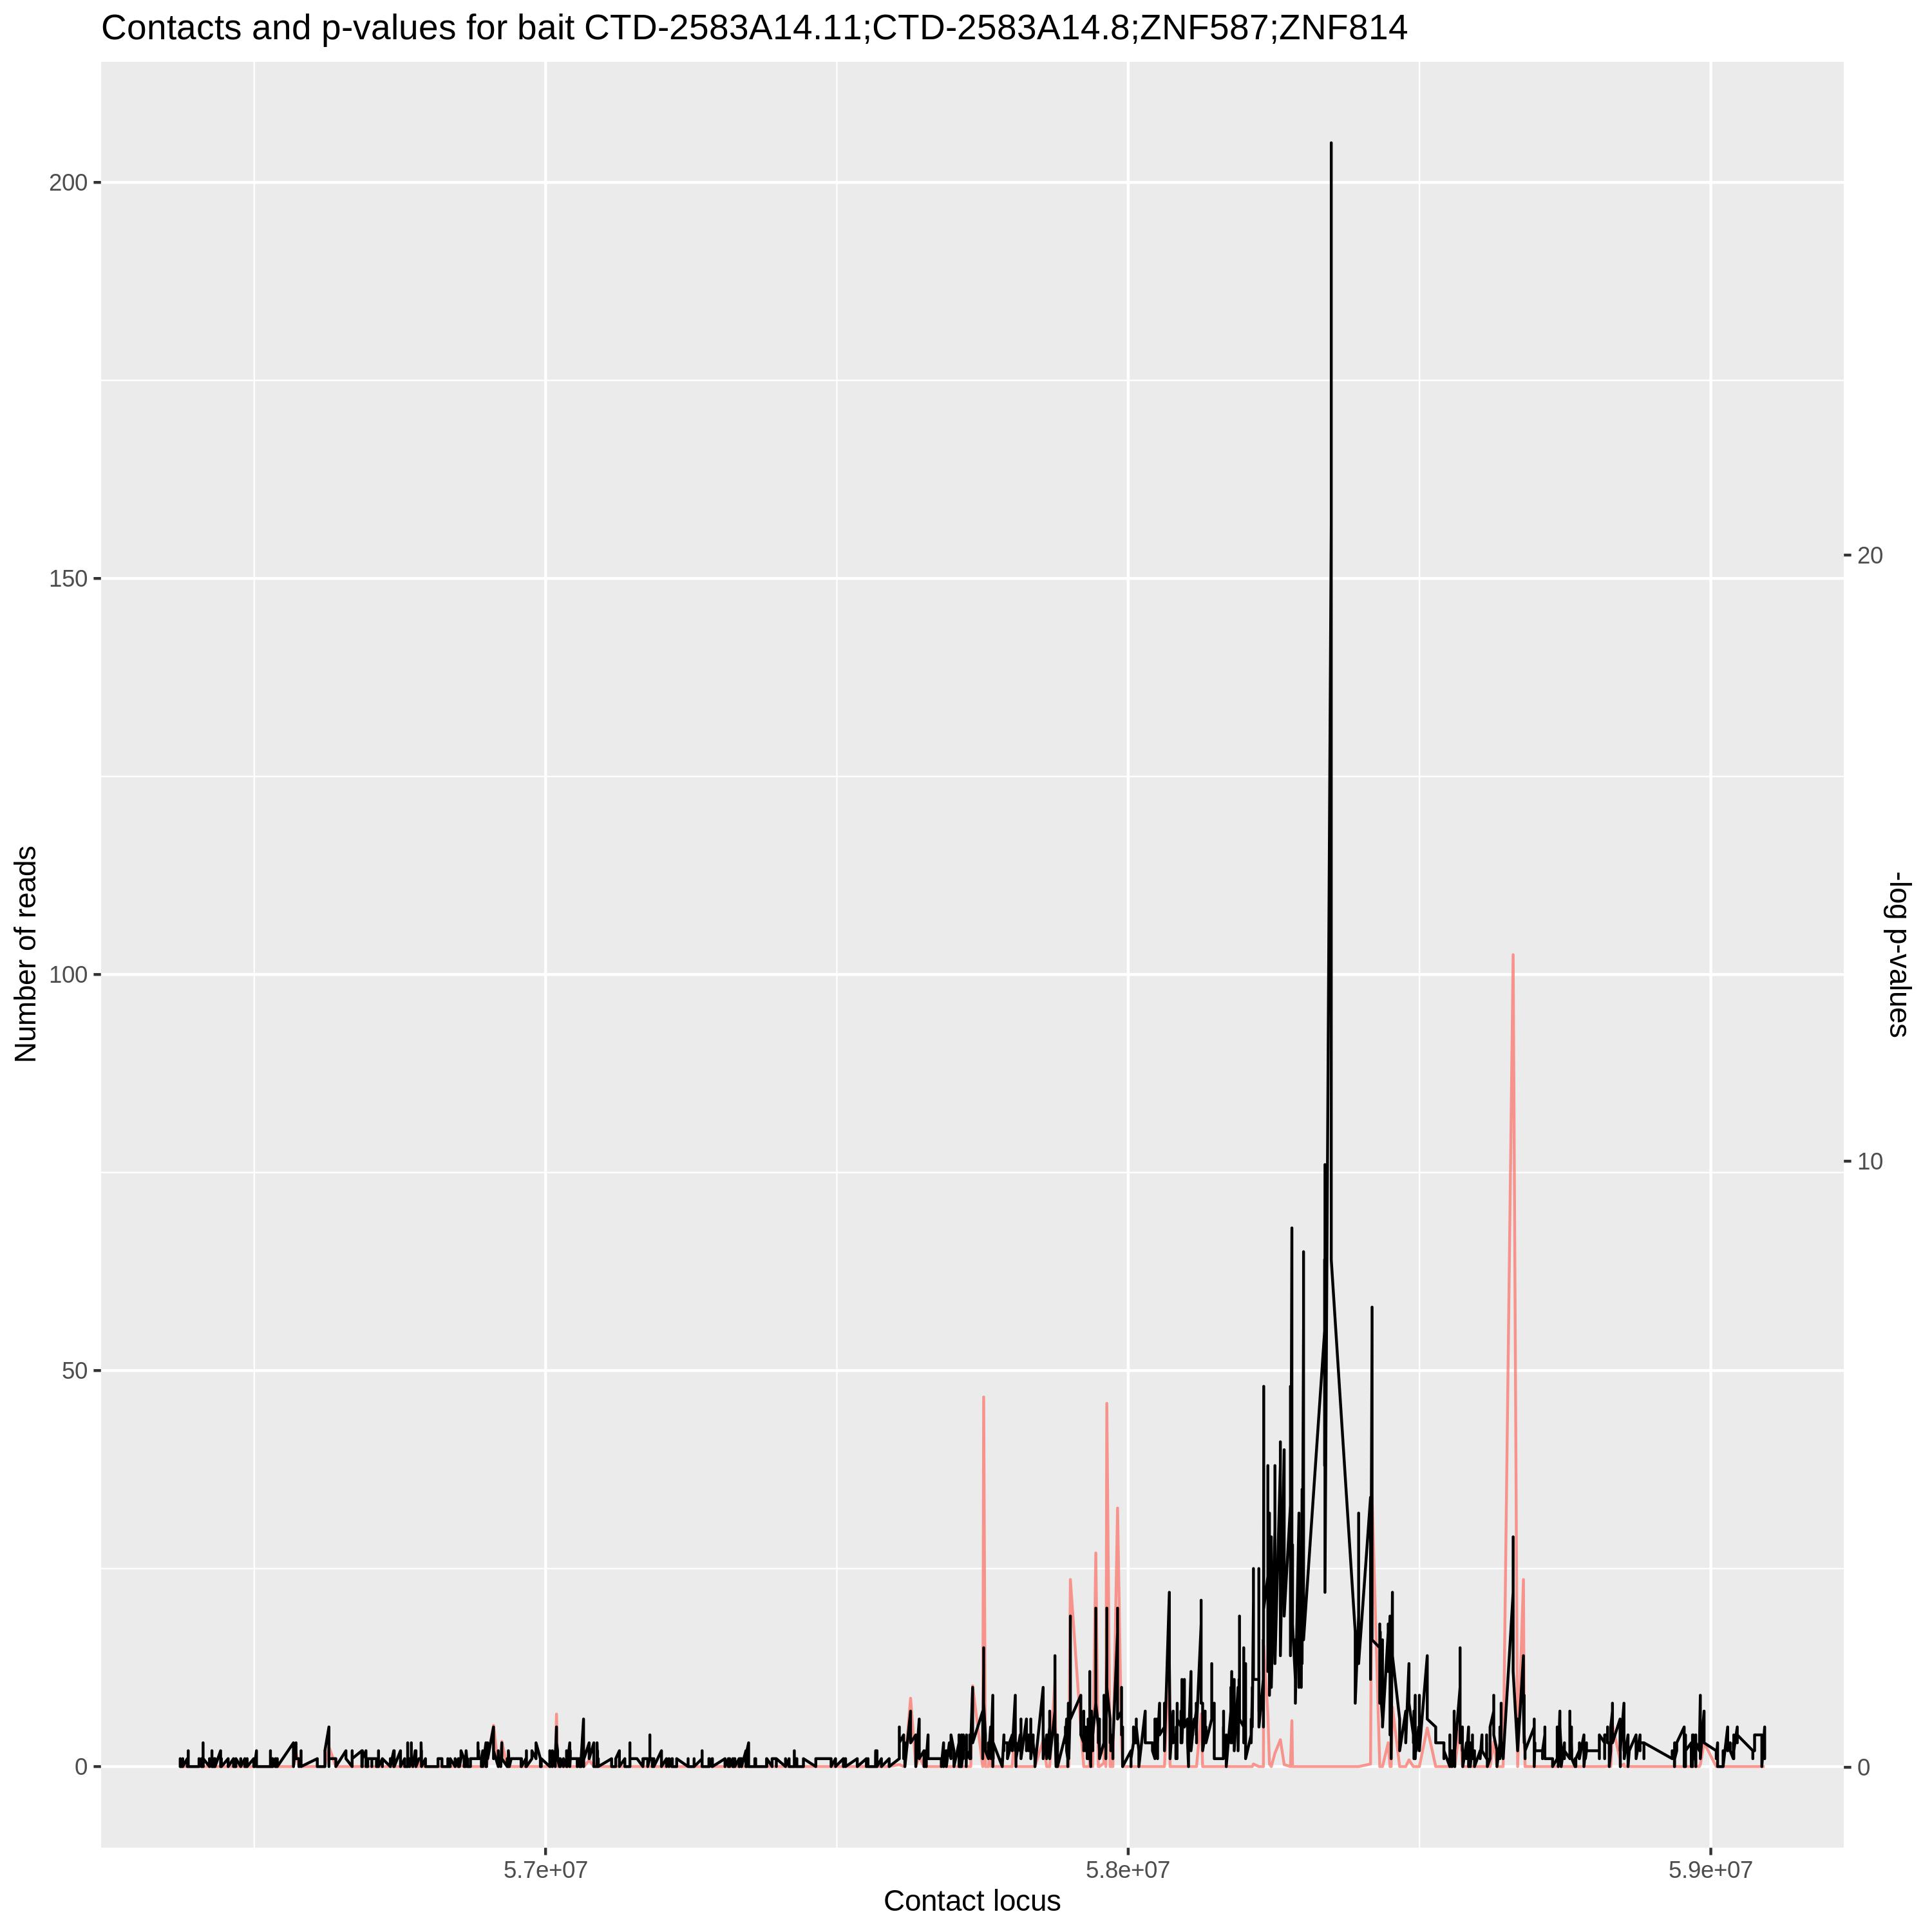 Contacts and p-values for bait CTD-2583A14.11;CTD-2583A14.8;ZNF587;ZNF814
200
150
100
50
0
Number of reads
20
10
0
-log p-values
5.7e+07
5.8e+07
5.9e+07
Contact locus